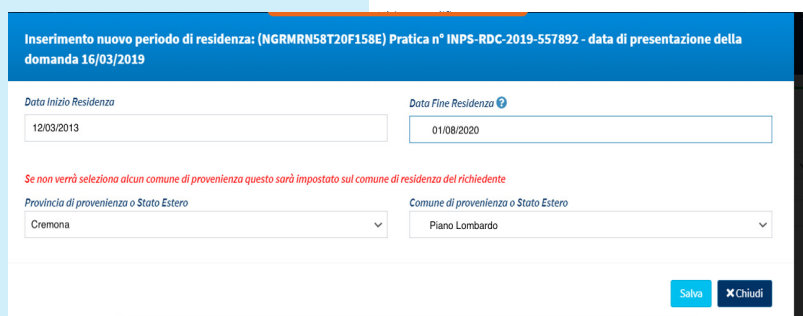 Inserimento nuovo periodo di residenza: (NGRMRN58T20F158E) Pratica n° INPS-RDC-2019-557892 - data di presentazione della
domanda 16/03/2019
Data Inizio Residenza
Data Fine Residenza ?
12/03/2013
01/08/2020
Se non verrà seleziona alcun comune di provenienza questo sarà impostato sul comune di residenza del richiedente
Provincia di provenienza o Stato Estero
Comune di provenienza o Stato Estero
Cremona
Piano Lombardo
Salva
Chiudi